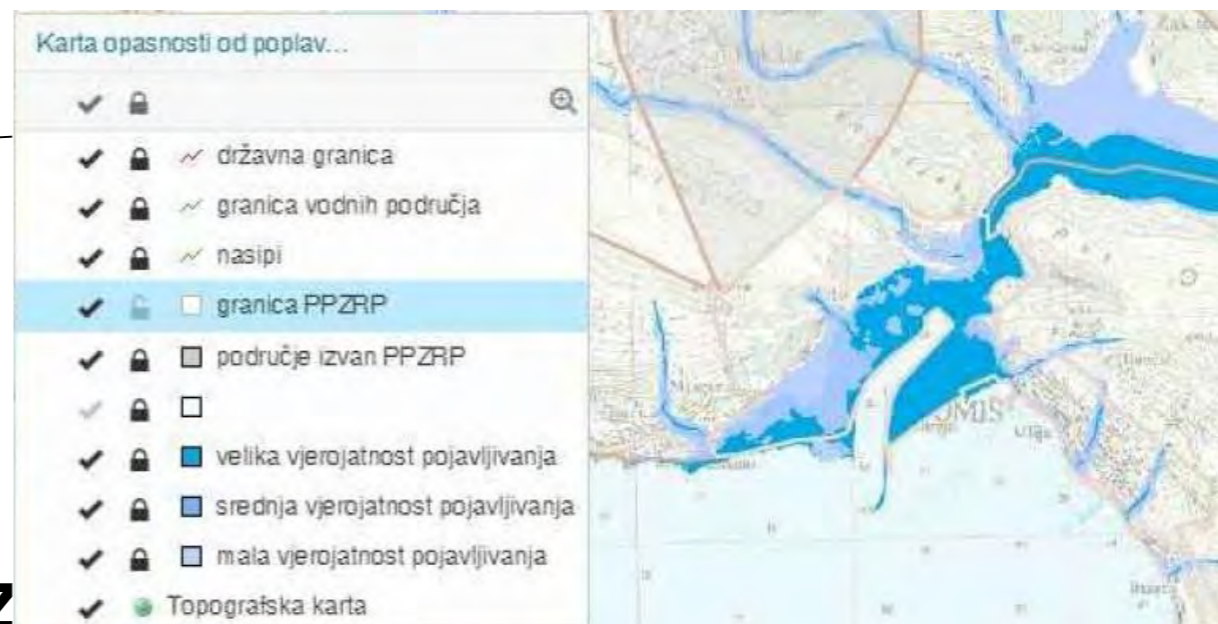 Karta opasnosti od poplav...
državna granica
granica vodnih područja
nasipi
granica PPZRP
područje izvan PPZRP
velika vjerojatnost pojavljivanja
srednja vjerojatnost pojavljivanja
mala vjerojatnost pojavljivanja
Topografska karta
OMIŠ
Z